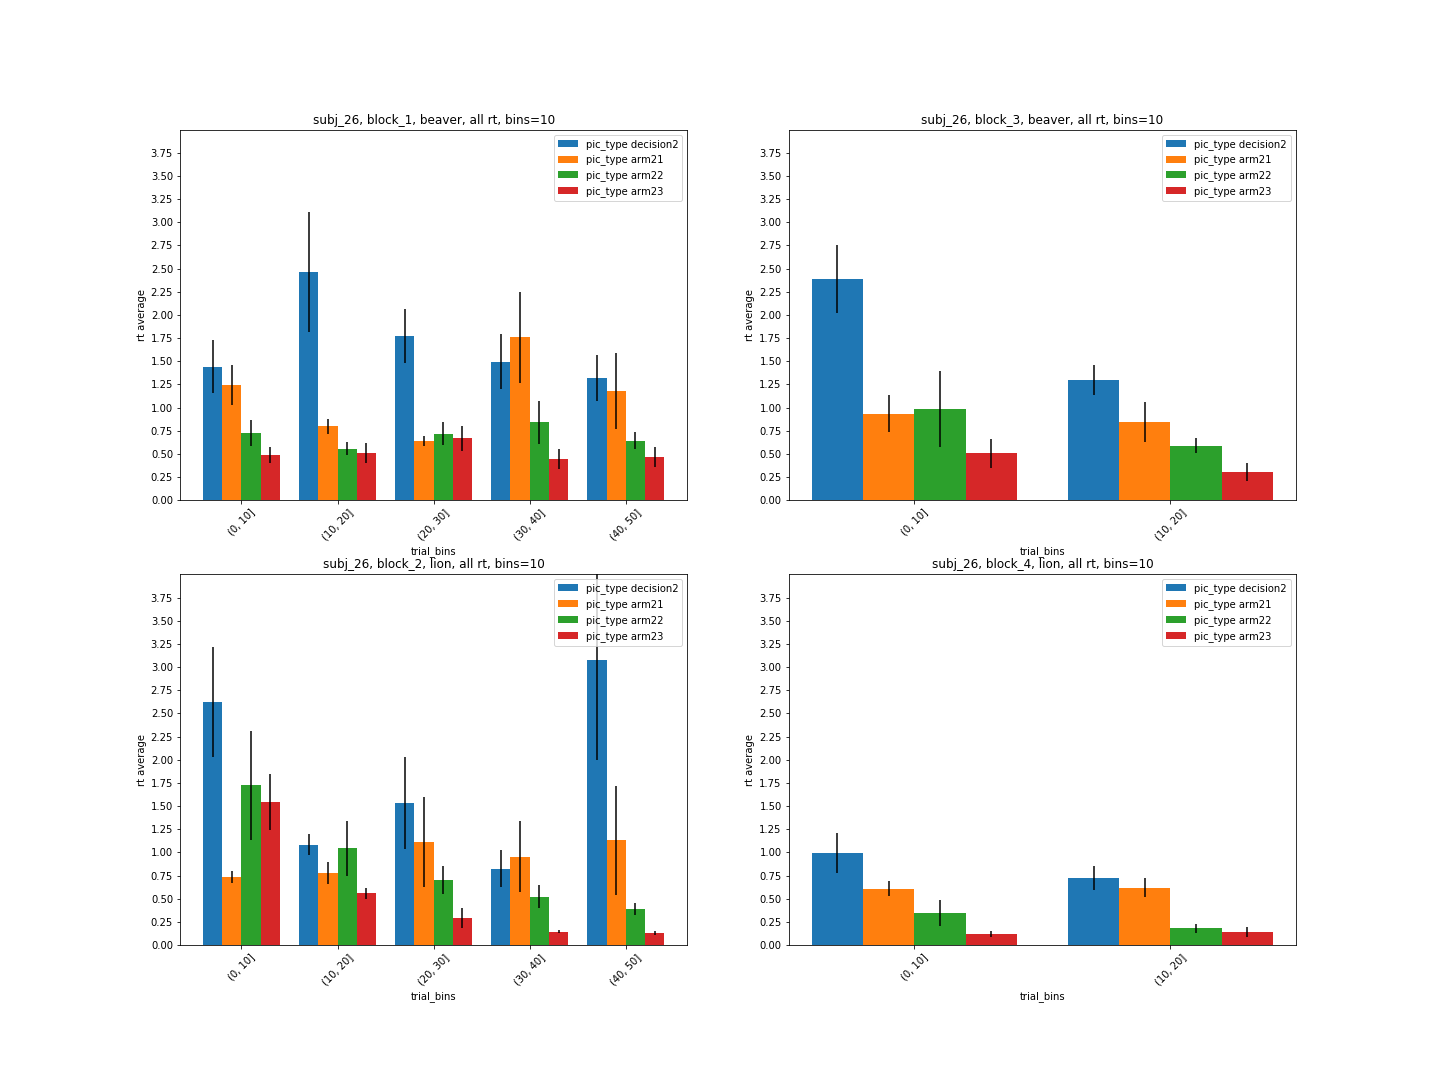 subj_26, block_1, beaver, all rt, bins=10
pic_type decision2
pic_type arm21
pic_type arm22
pic_type arm23
rt average
3.75
3.50
3.25
3.00
2.75
2.50
2.25
2.00
1.75
1.50
1.25
1.00
0.75
0.50
0.25
0.00
(0, 10]
(10, 20]
(20, 30]
(30, 40]
(40, 50]
trial_bins
subj_26, block_3, beaver, all rt, bins=10
pic_type decision2
pic_type arm21
pic_type arm22
pic_type arm23
rt average
3.75
3.50
3.25
3.00
2.75
2.50
2.25
2.00
1.75
1.50
1.25
1.00
0.75
0.50
0.25
0.00
(0, 10]
(10, 20]
trial_bins
subj_26, block_2, lion, all rt, bins=10
pic_type decision2
pic_type arm21
pic_type arm22
pic_type arm23
rt average
3.75
3.50
3.25
3.00
2.75
2.50
2.25
2.00
1.75
1.50
1.25
1.00
0.75
0.50
0.25
0.00
(0, 10]
(10, 20]
(20, 30]
(30, 40]
(40, 50]
trial_bins
subj_26, block_4, lion, all rt, bins=10
pic_type decision2
pic_type arm21
pic_type arm22
pic_type arm23
rt average
3.75
3.50
3.25
3.00
2.75
2.50
2.25
2.00
1.75
1.50
1.25
1.00
0.75
0.50
0.25
0.00
(0, 10]
(10, 20]
trial_bins